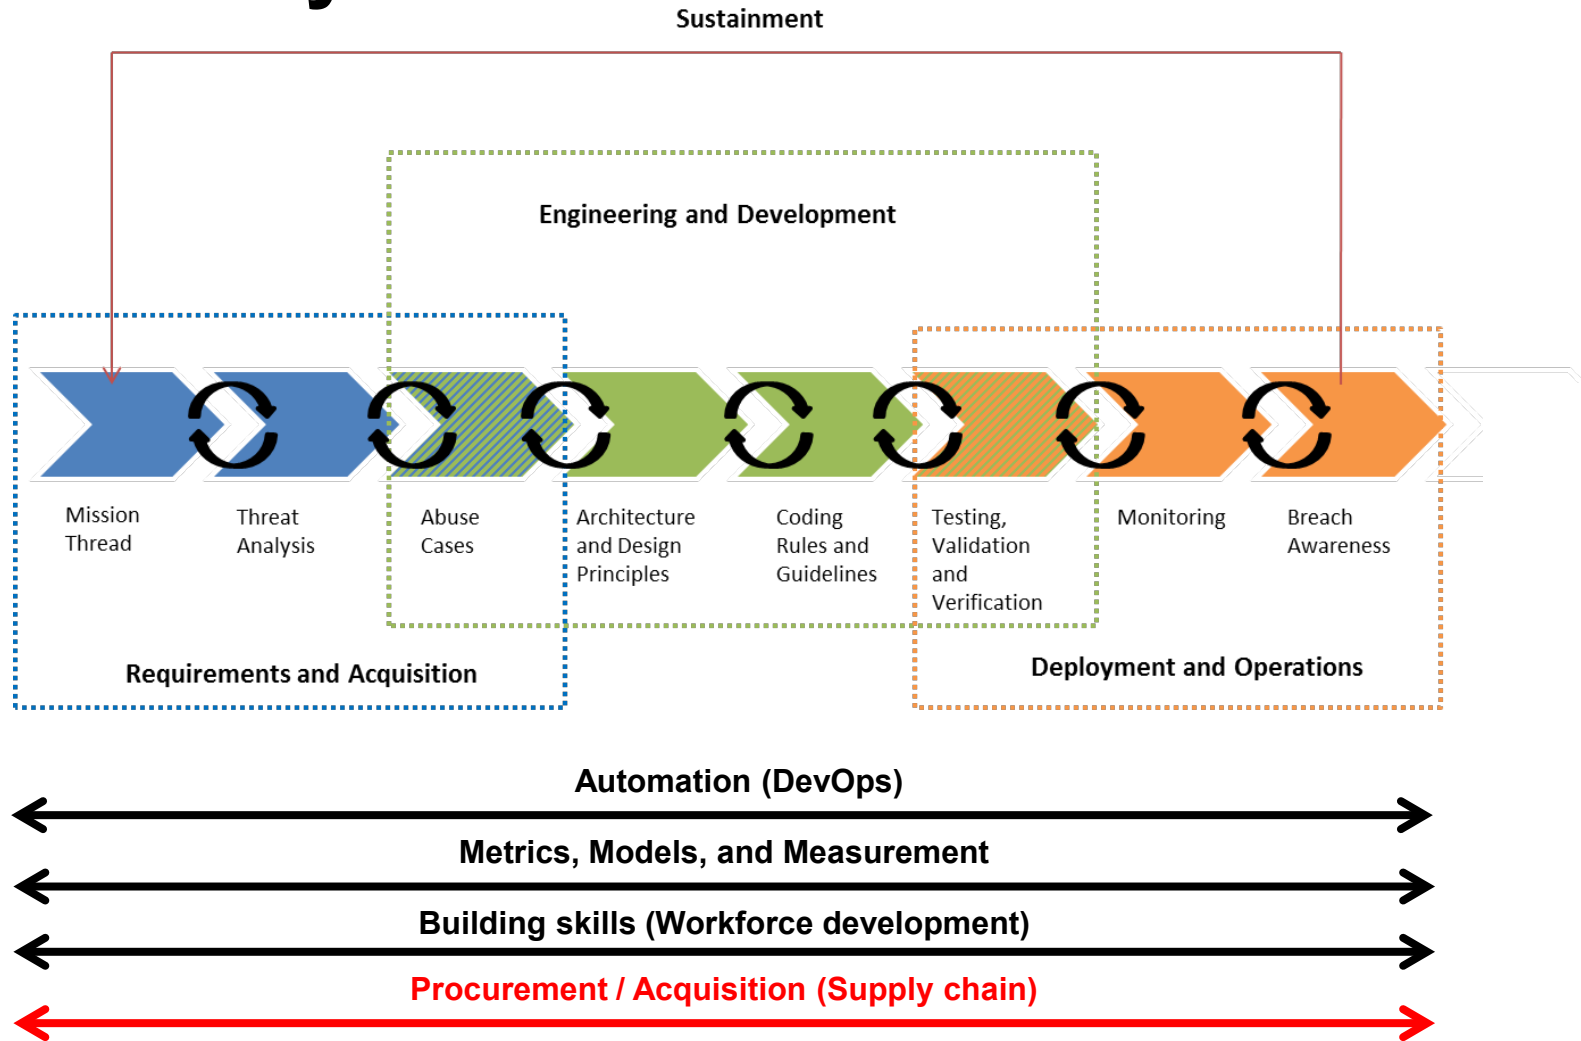 Sustainment
Engineering and Development
Mission
Thread
Threat
Analysis
Abuse
Cases
Architecture
and Design
Principles
Coding
Rules and
Guidelines
Testing,
Validation
and
Verification
Monitoring
Breach
Awareness
Requirements and Acquisition
Deployment and Operations
Automation (DevOps)
Metrics, Models, and Measurement
Building skills (Workforce development)
Procurement / Acquisition (Supply chain)